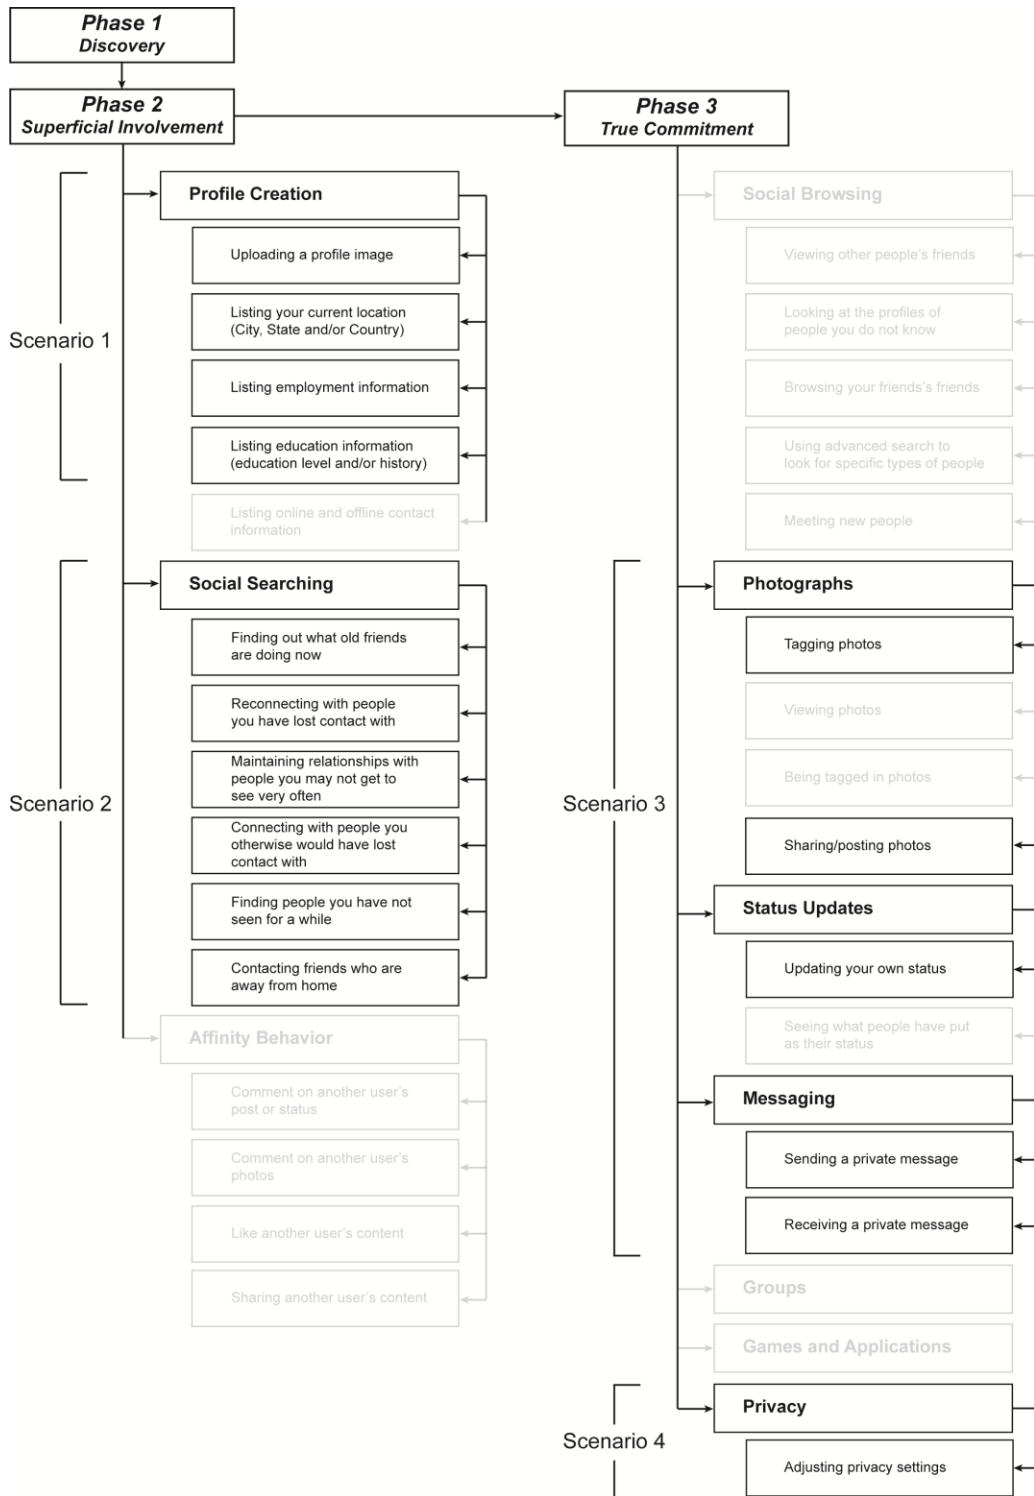 Phase 1
Discovery
Phase 2
Superficial Involvement
Phase 3
True Commitment
Scenario 1
Profile Creation
Uploading a profile image
Listing your current location
(City, State and/or Country)
Listing employment information
Listing education information
(education level and/or history)
Listing online and offline contact
information
Scenario 2
Social Searching
Finding out what old friends
are doing now
Reconnecting with people
you have lost contact with
Maintaining relationships with
people you may not get to
see very often
Connecting with people you
otherwise would have lost
contact with
Finding people you have not
seen for a while
Contacting friends who are
away from home
Affinity Behavior
Comment on another user's
post or status
Comment on another user's
photos
Like another user's content
Sharing another user's content
Social Browsing
Viewing other people's friends
Looking at the profiles of
people you do not know
Browsing your friends's friends
Using advanced search to
look for specific types of people
Meeting new people
Scenario 3
Photographs
Tagging photos
Viewing photos
Being tagged in photos
Sharing/posting photos
Status Updates
Updating your own status
Seeing what people have put
as their status
Messaging
Sending a private message
Receiving a private message
Groups
Games and Applications
Scenario 4
Privacy
Adjusting privacy settings